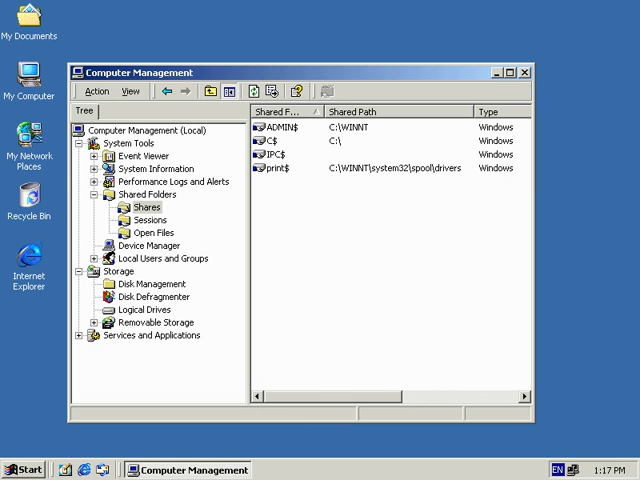 My Documents
My Computer
My Network
Places
Recycle Bin
Internet
Explorer
Computer Management
Action View
Tree
Computer Management (Local)
System Tools
Event Viewer
System Information
Performance Logs and Alerts
Shared Folders
Shares
Sessions
Open Files
Device Manager
Local Users and Groups
Storage
Disk Management
Disk Defragmenter
Logical Drives
Removable Storage
Services and Applications
Shared F... Shared Path Type
ADMIN$ C:\WINNT Windows
C$ C:\ Windows
IPC$ Windows
print$ C:\WINNT\system32\spool\drivers Windows
Start Computer Management EN 1:17 PM